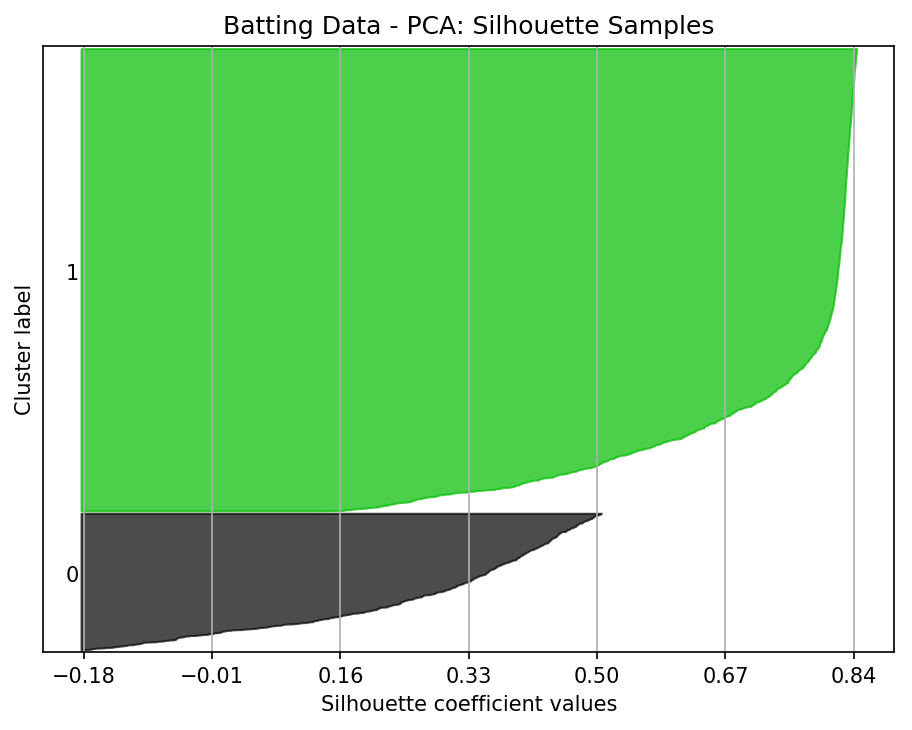 Batting Data - PCA: Silhouette Samples
Cluster label
1
0
−0.18 −0.01 0.16 0.33 0.50 0.67 0.84
Silhouette coefficient values